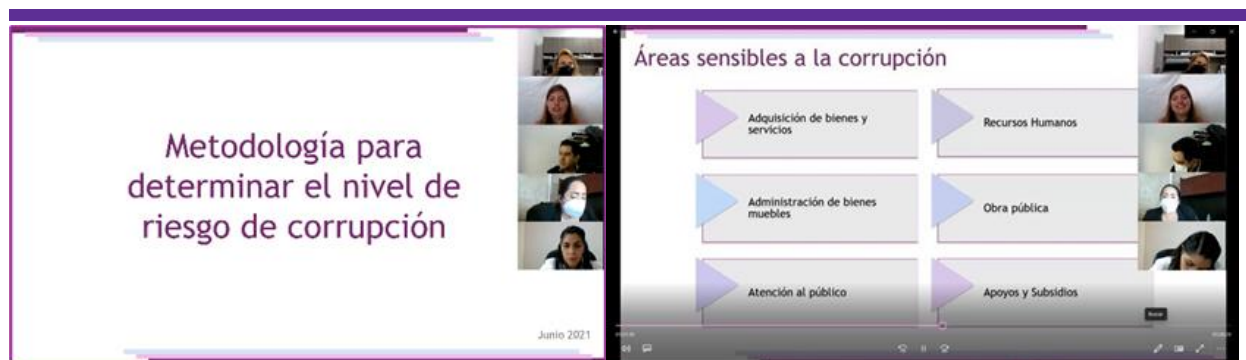 Metodología para
determinar el nivel de
riesgo de corrupción
Junio 2021
Áreas sensibles a la corrupción
Adquisición de bienes y
servicios
Recursos Humanos
Administración de bienes
muebles
Obra pública
Atención al público
Apoyos y Subsidios